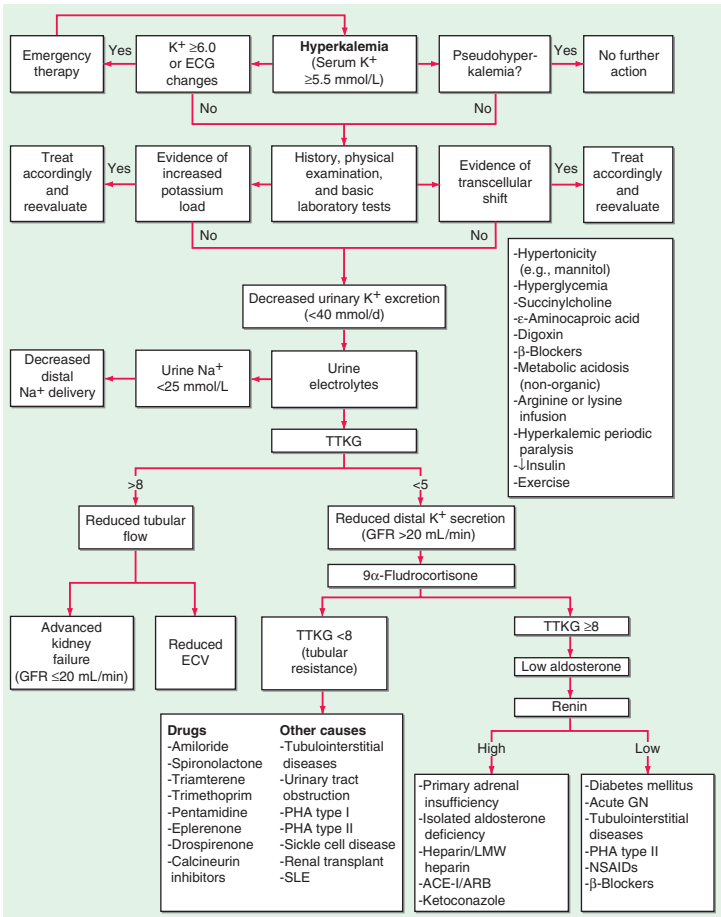 Emergency
therapy
Yes
K+ ≥6.0
or ECG
changes
Hyperkalemia
(Serum K+
≥5.5 mmol/L)
Pseudohyper-
kalemia?
Yes
No further
action
No
No
Treat
accordingly
and
reevaluate
Yes
Evidence of
increased
potassium
load
History, physical
examination,
and basic
laboratory tests
Evidence of
transcellular
shift
Yes
Treat
accordingly
and
reevaluate
No
No
-Hypertonicity
(e.g., mannitol)
-Hyperglycemia
-Succinylcholine
-ε-Aminocaproic acid
-Digoxin
-β-Blockers
-Metabolic acidosis
(non-organic)
-Arginine or lysine
infusion
-Hyperkalemic periodic
paralysis
-↓Insulin
-Exercise
Decreased urinary K+ excretion
(<40 mmol/d)
Decreased
distal
Na+ delivery
Urine Na+
<25 mmol/L
Urine
electrolytes
TTKG
>8
<5
Reduced tubular
flow
Reduced distal K+ secretion
(GFR >20 mL/min)
9α-Fludrocortisone
Advanced
kidney
failure
(GFR ≤20 mL/min)
Reduced
ECV
TTKG <8
(tubular
resistance)
TTKG ≥8
Low aldosterone
Renin
High
Low
Drugs
-Amiloride
-Spironolactone
-Triamterene
-Trimethoprim
-Pentamidine
-Eplerenone
-Drospirenone
-Calcineurin
inhibitors
Other causes
-Tubulointerstitial
diseases
-Urinary tract
obstruction
-PHA type I
-PHA type II
-Sickle cell disease
-Renal transplant
-SLE
-Primary adrenal
insufficiency
-Isolated aldosterone
deficiency
-Heparin/LMW
heparin
-ACE-I/ARB
-Ketoconazole
-Diabetes mellitus
-Acute GN
-Tubulointerstitial
diseases
-PHA type II
-NSAIDs
-β-Blockers